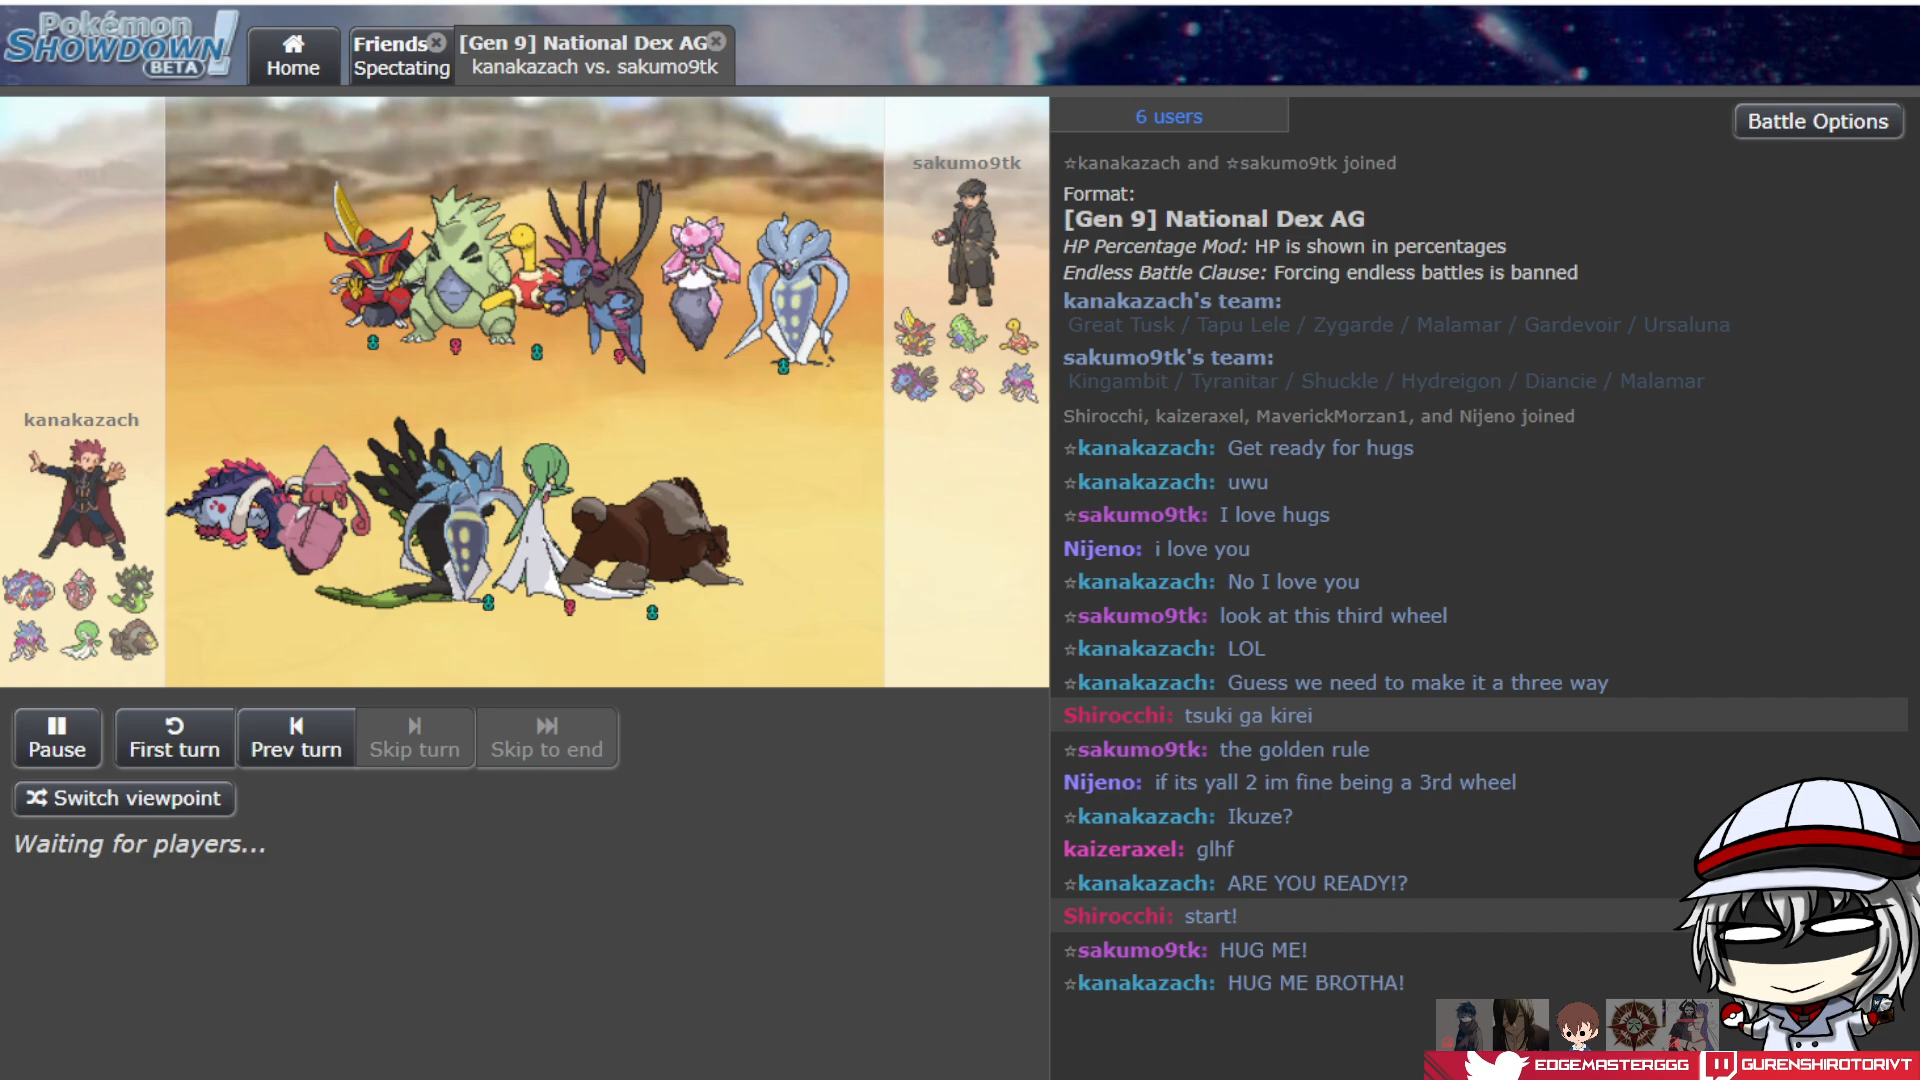 Pokémon
SHOWDOWN!
BETA
Home
Friends
Spectating
[Gen 9] National Dex AG
kanakazach vs. sakumo9tk
sakumo9tk
kanakazach
Pause
First turn
Prev turn
Skip turn
Skip to end
Switch viewpoint
Waiting for players...
6 users
Battle Options
☆kanakazach and ☆sakumo9tk joined
Format:
[Gen 9] National Dex AG
HP Percentage Mod: HP is shown in percentages
Endless Battle Clause: Forcing endless battles is banned
kanakazach's team:
Great Tusk / Tapu Lele / Zygarde / Malamar / Gardevoir / Ursaluna
sakumo9tk's team:
Kingambit / Tyranitar / Shuckle / Hydreigon / Diancie / Malamar
Shirocchi, kaizeraxel, MaverickMorzan1, and Nijeno joined
☆kanakazach: Get ready for hugs
☆kanakazach: uwu
☆sakumo9tk: I love hugs
Nijeno: i love you
☆kanakazach: No I love you
☆sakumo9tk: look at this third wheel
☆kanakazach: LOL
☆kanakazach: Guess we need to make it a three way
Shirocchi: tsuki ga kirei
☆sakumo9tk: the golden rule
Nijeno: if its yall 2 im fine being a 3rd wheel
☆kanakazach: Ikuze?
kaizeraxel: glhf
☆kanakazach: ARE YOU READY!?
Shirocchi: start!
☆sakumo9tk: HUG ME!
☆kanakazach: HUG ME BROTHA!
EDGEMASTERGGG
GURENSHIROTORIVT